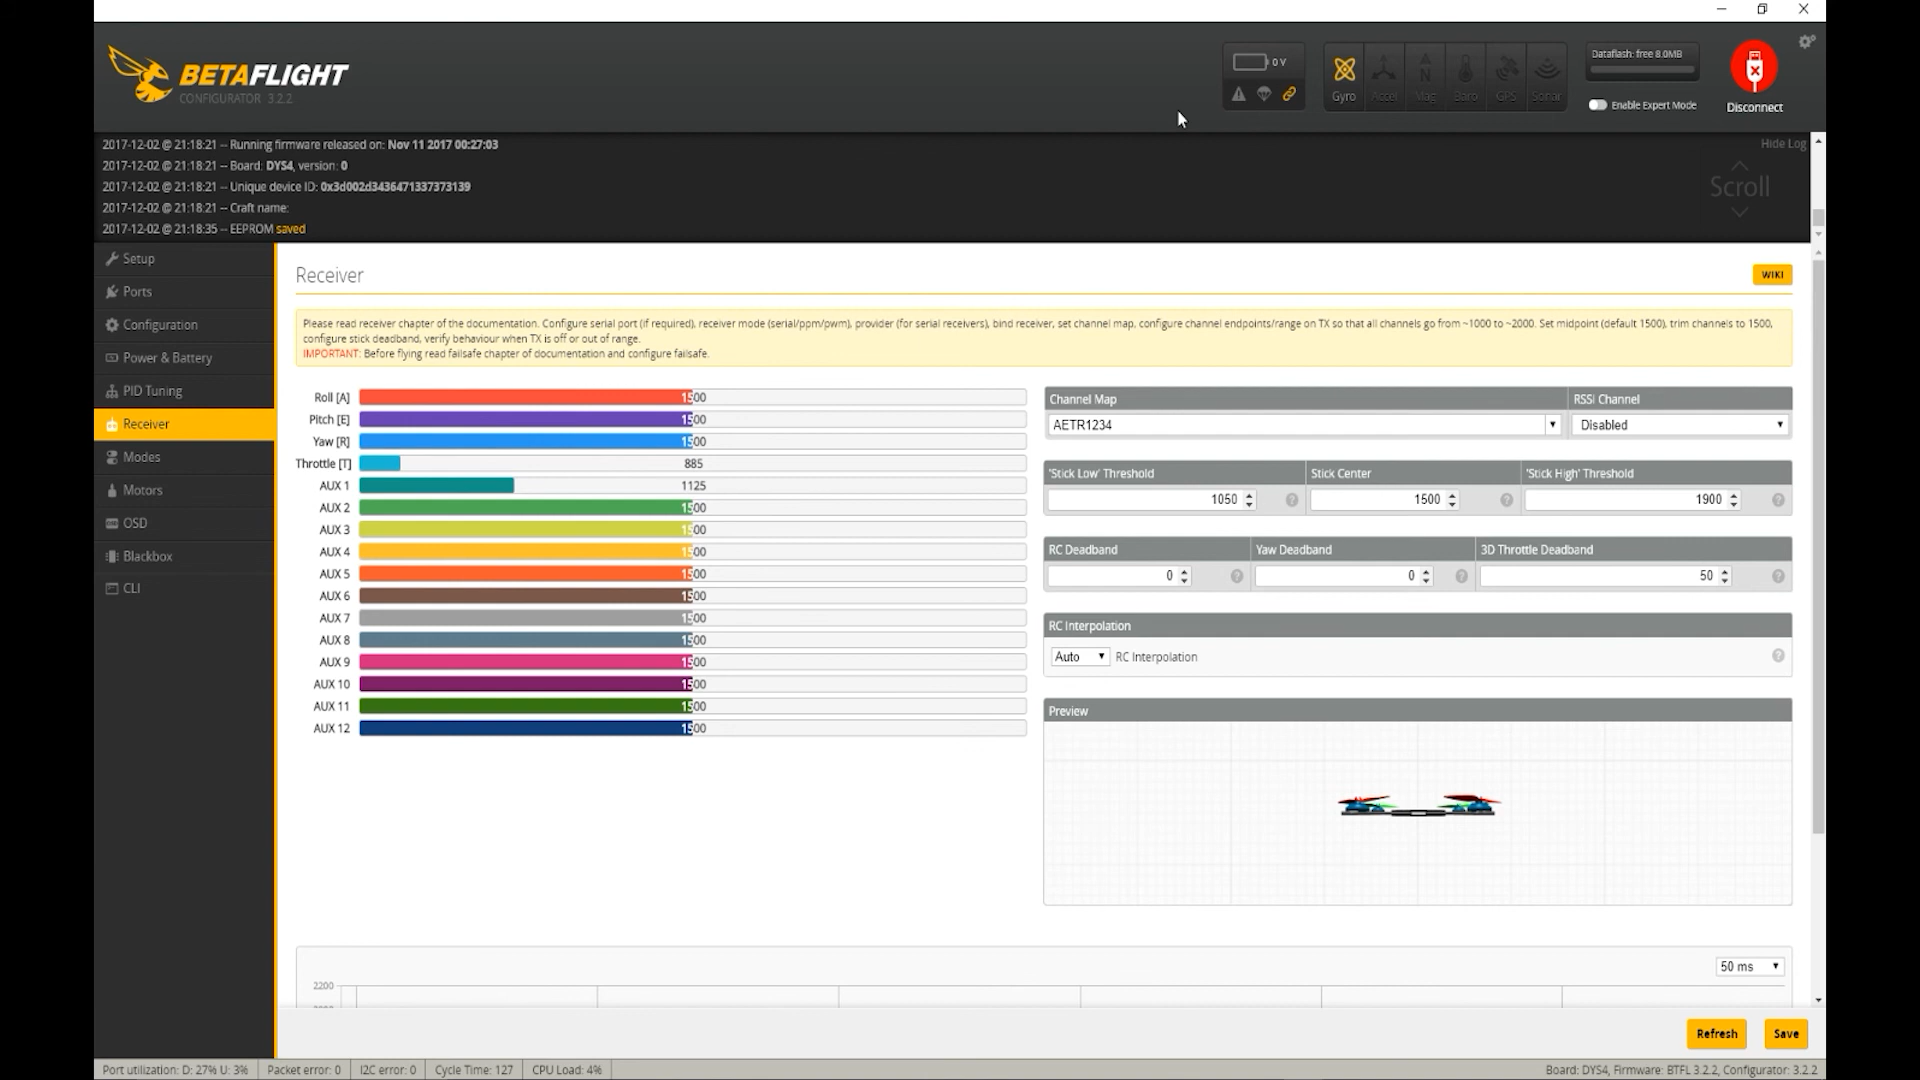 BETAFLIGHT
CONFIGURATOR 3.2.2
0 V
Gyro
Accel
Mag
Baro
GPS
Sonar
Dataflash: free 8.0MB
Enable Expert Mode
Disconnect
2017-12-02 @ 21:18:21 -- Running firmware released on: Nov 11 2017 00:27:03
2017-12-02 @ 21:18:21 -- Board: DYS4, version: 0
2017-12-02 @ 21:18:21 -- Unique device ID: 0x3d002d3436471337373139
2017-12-02 @ 21:18:21 -- Craft name:
2017-12-02 @ 21:18:35 -- EEPROM saved
Hide Log
Scroll
Setup
Ports
Configuration
Power & Battery
PID Tuning
Receiver
Modes
Motors
OSD
Blackbox
CLI
Receiver
WIKI
Please read receiver chapter of the documentation. Configure serial port (if required), receiver mode (serial/ppm/pwm), provider (for serial receivers), bind receiver, set channel map, configure channel endpoints/range on TX so that all channels go from ~1000 to ~2000. Set midpoint (default 1500), trim channels to 1500,
configure stick deadband, verify behaviour when TX is off or out of range.
IMPORTANT: Before flying read failsafe chapter of documentation and configure failsafe.
Roll [A] 1500
Pitch [E] 1500
Yaw [R] 1500
Throttle [T] 885
AUX 1 1125
AUX 2 1500
AUX 3 1500
AUX 4 1500
AUX 5 1500
AUX 6 1500
AUX 7 1500
AUX 8 1500
AUX 9 1500
AUX 10 1500
AUX 11 1500
AUX 12 1500
Channel Map RSSI Channel
AETR1234 Disabled
'Stick Low' Threshold Stick Center 'Stick High' Threshold
1050 1500 1900
RC Deadband Yaw Deadband 3D Throttle Deadband
0 0 50
RC Interpolation
Auto RC Interpolation
Preview
50 ms
2200
Refresh Save
Port utilization: D: 27% U: 3% Packet error: 0 I2C error: 0 Cycle Time: 127 CPU Load: 4% Board: DYS4, Firmware: BTFL 3.2.2, Configurator: 3.2.2